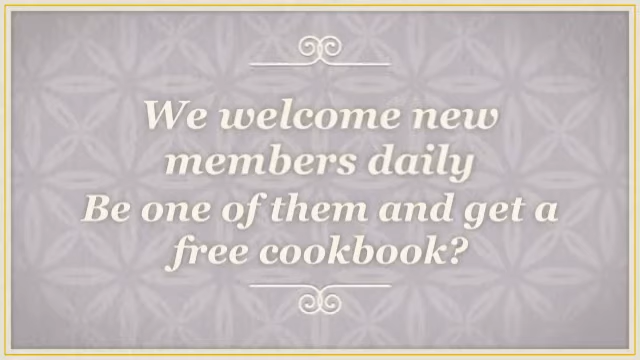 We welcome new
members daily
Be one of them and get a
free cookbook?